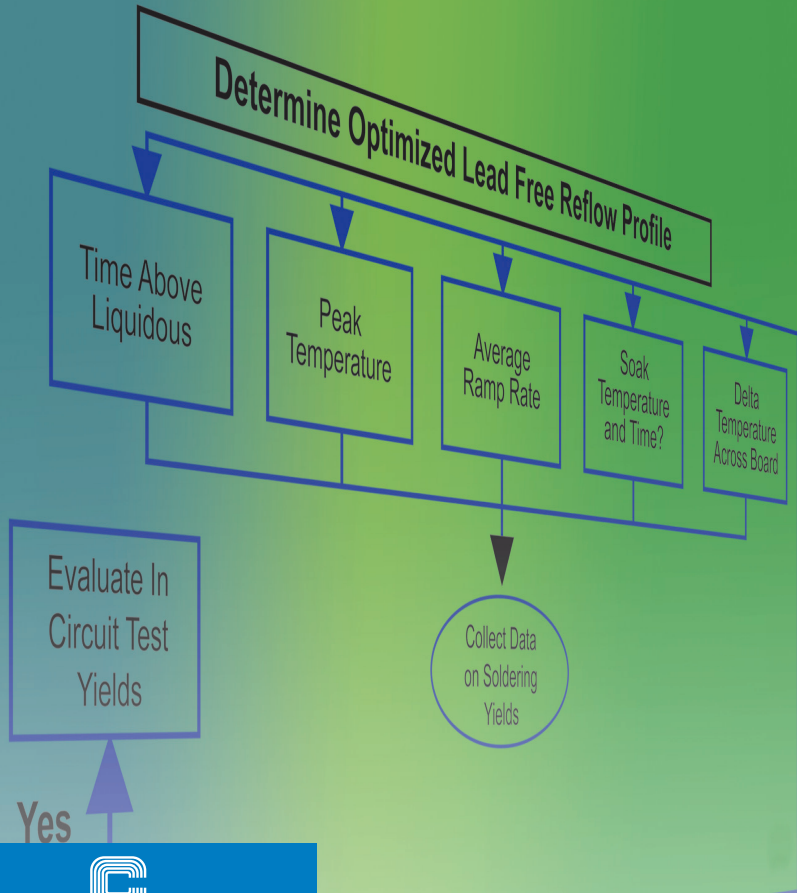 Determine Optimized Lead Free Reflow Profile
Time Above
Liquidous
Peak
Temperature
Average
Ramp Rate
Soak
Temperature
and Time?
Delta
Temperature
Across Board
Evaluate In
Circuit Test
Yields
Collect Data
on Soldering
Yields
Yes